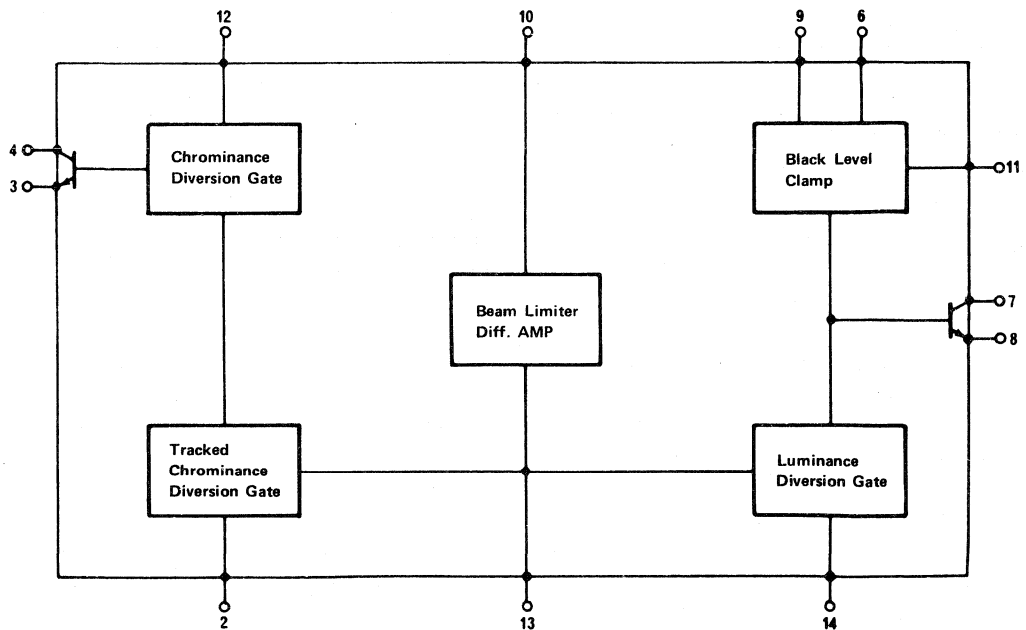 12
10
9
6
4
3
Chrominance
Diversion Gate
Black Level
Clamp
11
Beam Limiter
Diff. AMP
7
8
Tracked
Chrominance
Diversion Gate
Luminance
Diversion Gate
2
13
14